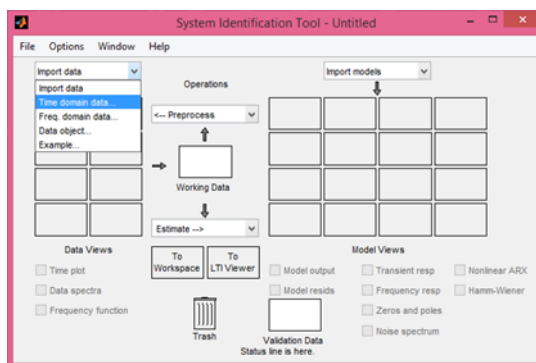 System Identification Tool - Untitled
File Options Window Help
Import data
Import data
Time domain data...
Freq. domain data...
Data object...
Example...
Operations
<-- Preprocess
Working Data
Estimate -->
Import models
Data Views
Time plot
Data spectra
Frequency function
To Workspace
To LTI Viewer
Trash
Model Views
Model output
Model resids
Transient resp
Frequency resp
Zeros and poles
Noise spectrum
Nonlinear ARX
Hamm-Wiener
Validation Data
Status line is here.